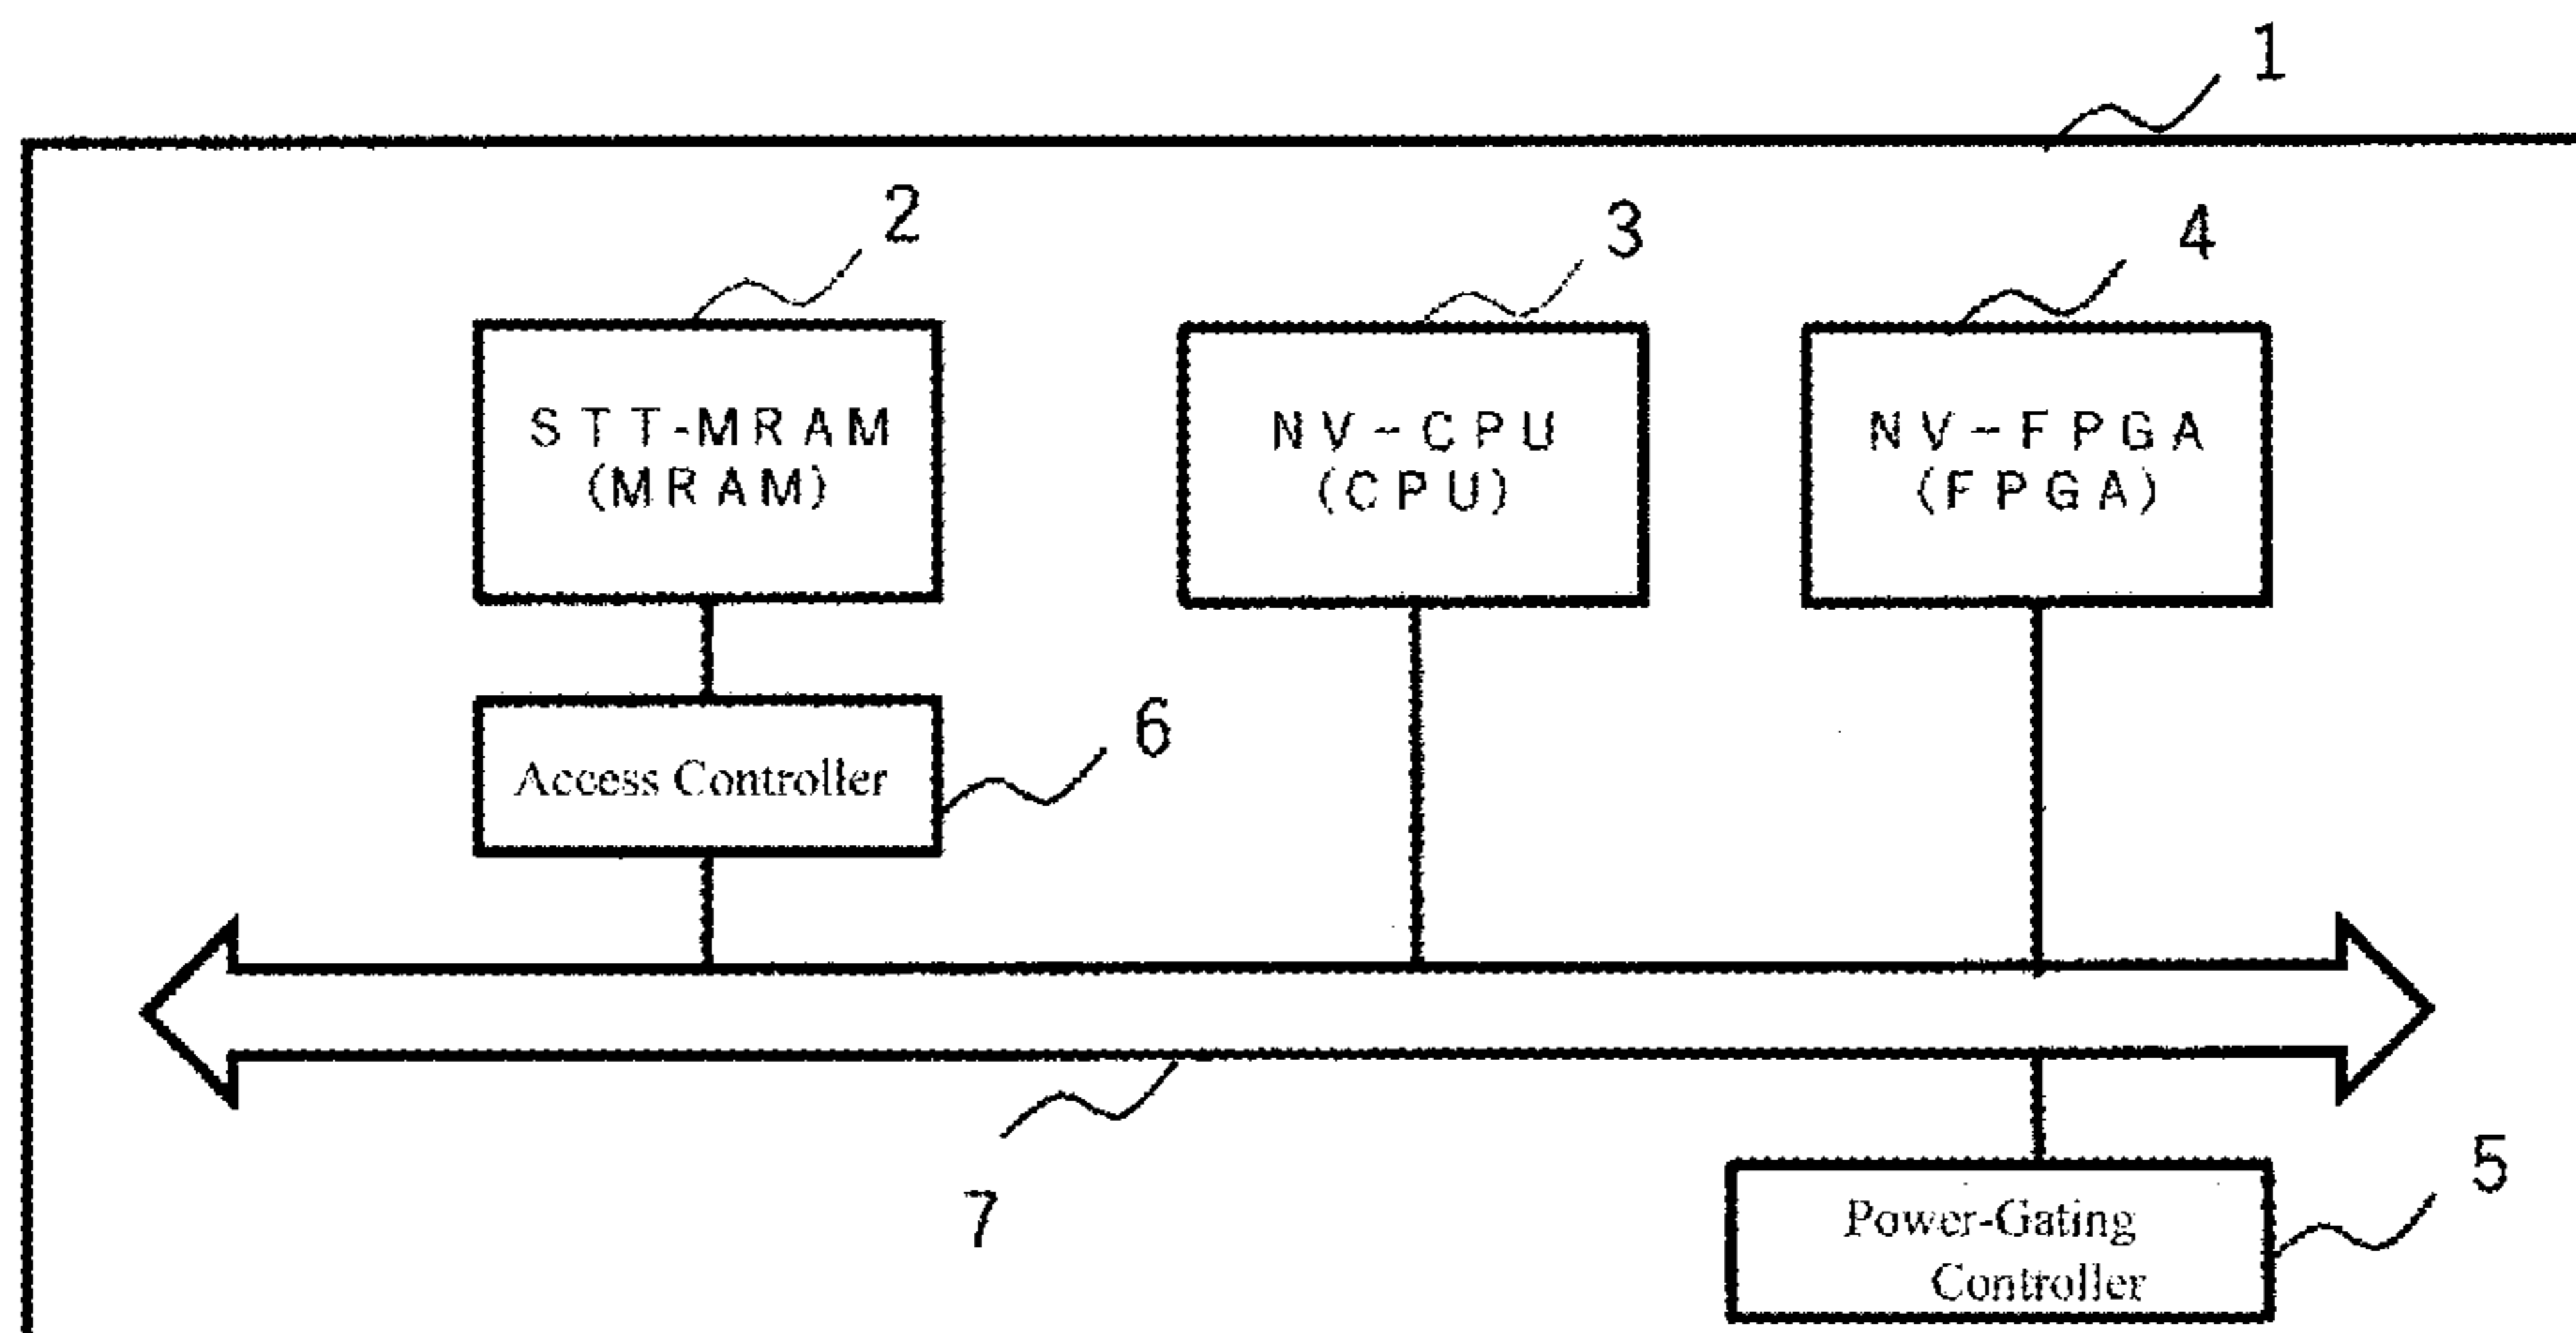 1
2
3
4
STT-MRAM
(MRAM)
NV-CPU
(CPU)
NV-FPGA
(FPGA)
6
Access Controller
7
5
Power-Gating
Controller